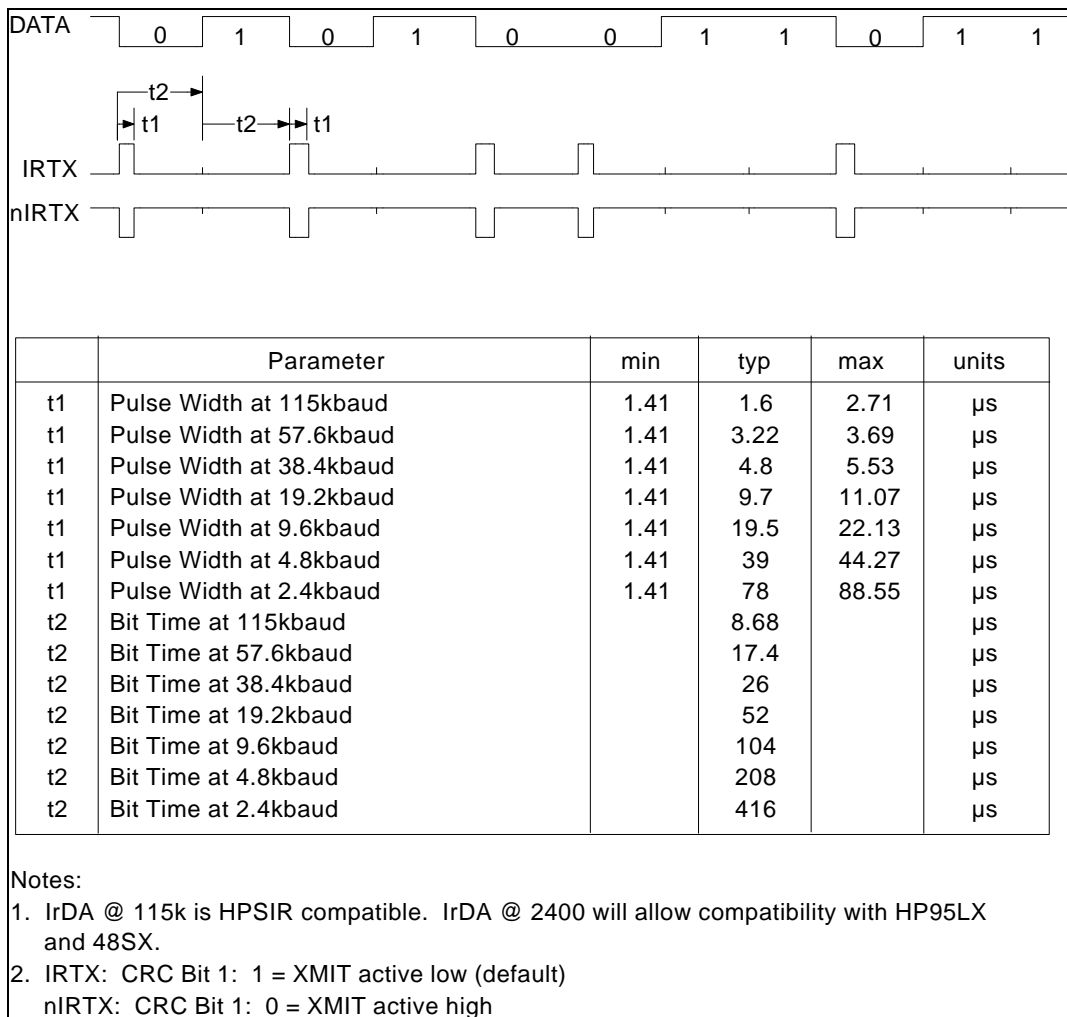 DATA 0 1 0 1 0 0 1 1 0 1 1
t2
t1 t2 t1
IRTX
nIRTX
Parameter min typ max units
t1 Pulse Width at 115kbaud 1.41 1.6 2.71 µs
t1 Pulse Width at 57.6kbaud 1.41 3.22 3.69 µs
t1 Pulse Width at 38.4kbaud 1.41 4.8 5.53 µs
t1 Pulse Width at 19.2kbaud 1.41 9.7 11.07 µs
t1 Pulse Width at 9.6kbaud 1.41 19.5 22.13 µs
t1 Pulse Width at 4.8kbaud 1.41 39 44.27 µs
t1 Pulse Width at 2.4kbaud 1.41 78 88.55 µs
t2 Bit Time at 115kbaud 8.68 µs
t2 Bit Time at 57.6kbaud 17.4 µs
t2 Bit Time at 38.4kbaud 26 µs
t2 Bit Time at 19.2kbaud 52 µs
t2 Bit Time at 9.6kbaud 104 µs
t2 Bit Time at 4.8kbaud 208 µs
t2 Bit Time at 2.4kbaud 416 µs
Notes:
1. IrDA @ 115k is HPSIR compatible. IrDA @ 2400 will allow compatibility with HP95LX
and 48SX.
2. IRTX: CRC Bit 1: 1 = XMIT active low (default)
nIRTX: CRC Bit 1: 0 = XMIT active high